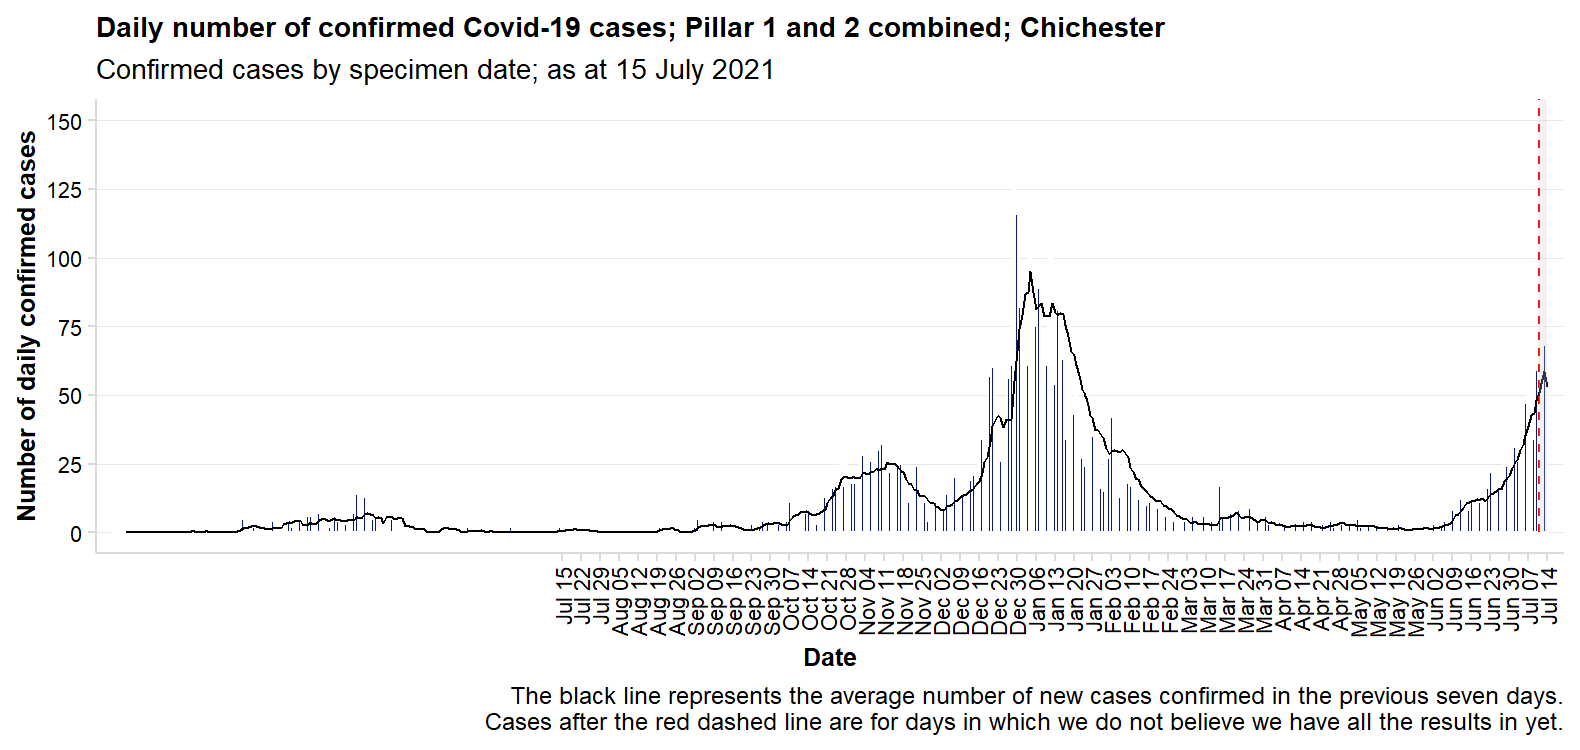 Daily number of confirmed Covid-19 cases; Pillar 1 and 2 combined; Chichester
Confirmed cases by specimen date; as at 15 July 2021
Number of daily confirmed cases
150
125
100
75
50
25
0
Jul 15
Jul 22
Jul 29
Aug 05
Aug 12
Aug 19
Aug 26
Sep 02
Sep 09
Sep 16
Sep 23
Sep 30
Oct 07
Oct 14
Oct 21
Oct 28
Nov 04
Nov 11
Nov 18
Nov 25
Dec 02
Dec 09
Dec 16
Dec 23
Dec 30
Jan 06
Jan 13
Jan 20
Jan 27
Feb 03
Feb 10
Feb 17
Feb 24
Mar 03
Mar 10
Mar 17
Mar 24
Mar 31
Apr 07
Apr 14
Apr 21
Apr 28
May 05
May 12
May 19
May 26
Jun 02
Jun 09
Jun 16
Jun 23
Jun 30
Jul 07
Jul 14
Date
The black line represents the average number of new cases confirmed in the previous seven days.
Cases after the red dashed line are for days in which we do not believe we have all the results in yet.